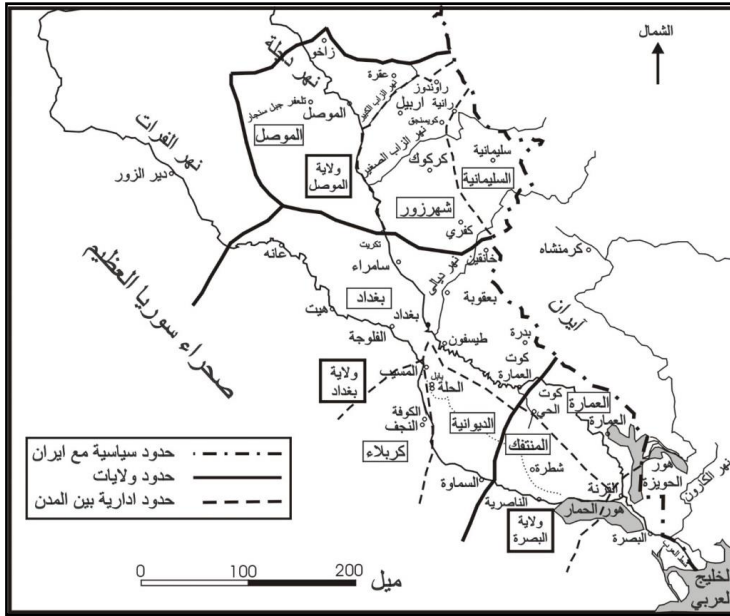 الشمال
نهر دجلة
زاخو
عقرة
راوندوز
رانية
اربيل
كويسنجق
نهر الزاب الكبير
تلعفر جبل سنجار
الموصل
الموصل
نهر الزاب الصغير
سليمانية
السليمانية
كركوك
ولاية
الموصل
شهرزور
كفري
نهر الفرات
دير الزور
صحراء سوريا العظيم
عانه
تكريت
سامراء
نهر ديالى
خانقين
كرمنشاه
ايران
بغداد
بغداد
بعقوبة
هيت
الفلوجة
طيسفون
بدرة
كوت
العمارة
ولاية
بغداد
المسيب
بابل
الحلة
كوت
الحي
العمارة
العمارة
الكوفة
النجف
الديوانية
المنتفك
كربلاء
شطرة
هور
الحويزة
نهر الكارون
القرنة
السماوة
الناصرية
هور الحمار
ولاية
البصرة
البصرة
شط العرب
الخليج
العربي
حدود سياسية مع ايران
حدود ولايات
حدود ادارية بين المدن
0 100 200 ميل